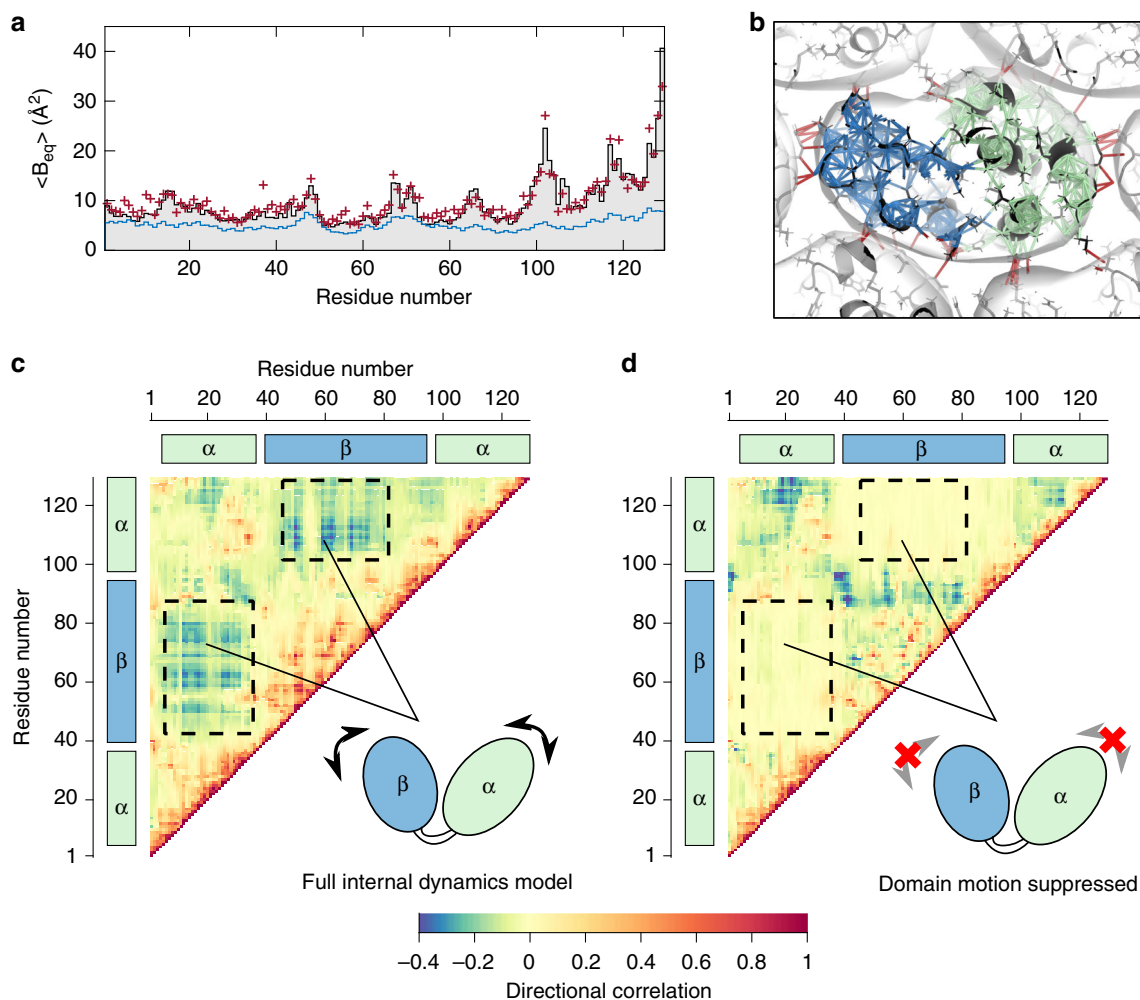 a
b
<B_eq> (Å²)
40
30
20
10
0
20 40 60 80 60 100 120
Residue number
c
d
Residue number
1 20 40 60 80 100 120
1 20 40 60 80 100 120
α β α
α β α
Residue number
120
100
80
60
40
20
1
α
β
α
120
100
80
60
40
20
1
α
β
α
β α
β α
Full internal dynamics model
Domain motion suppressed
−0.4 −0.2 0 0.2 0.4 0.6 0.8 1
Directional correlation